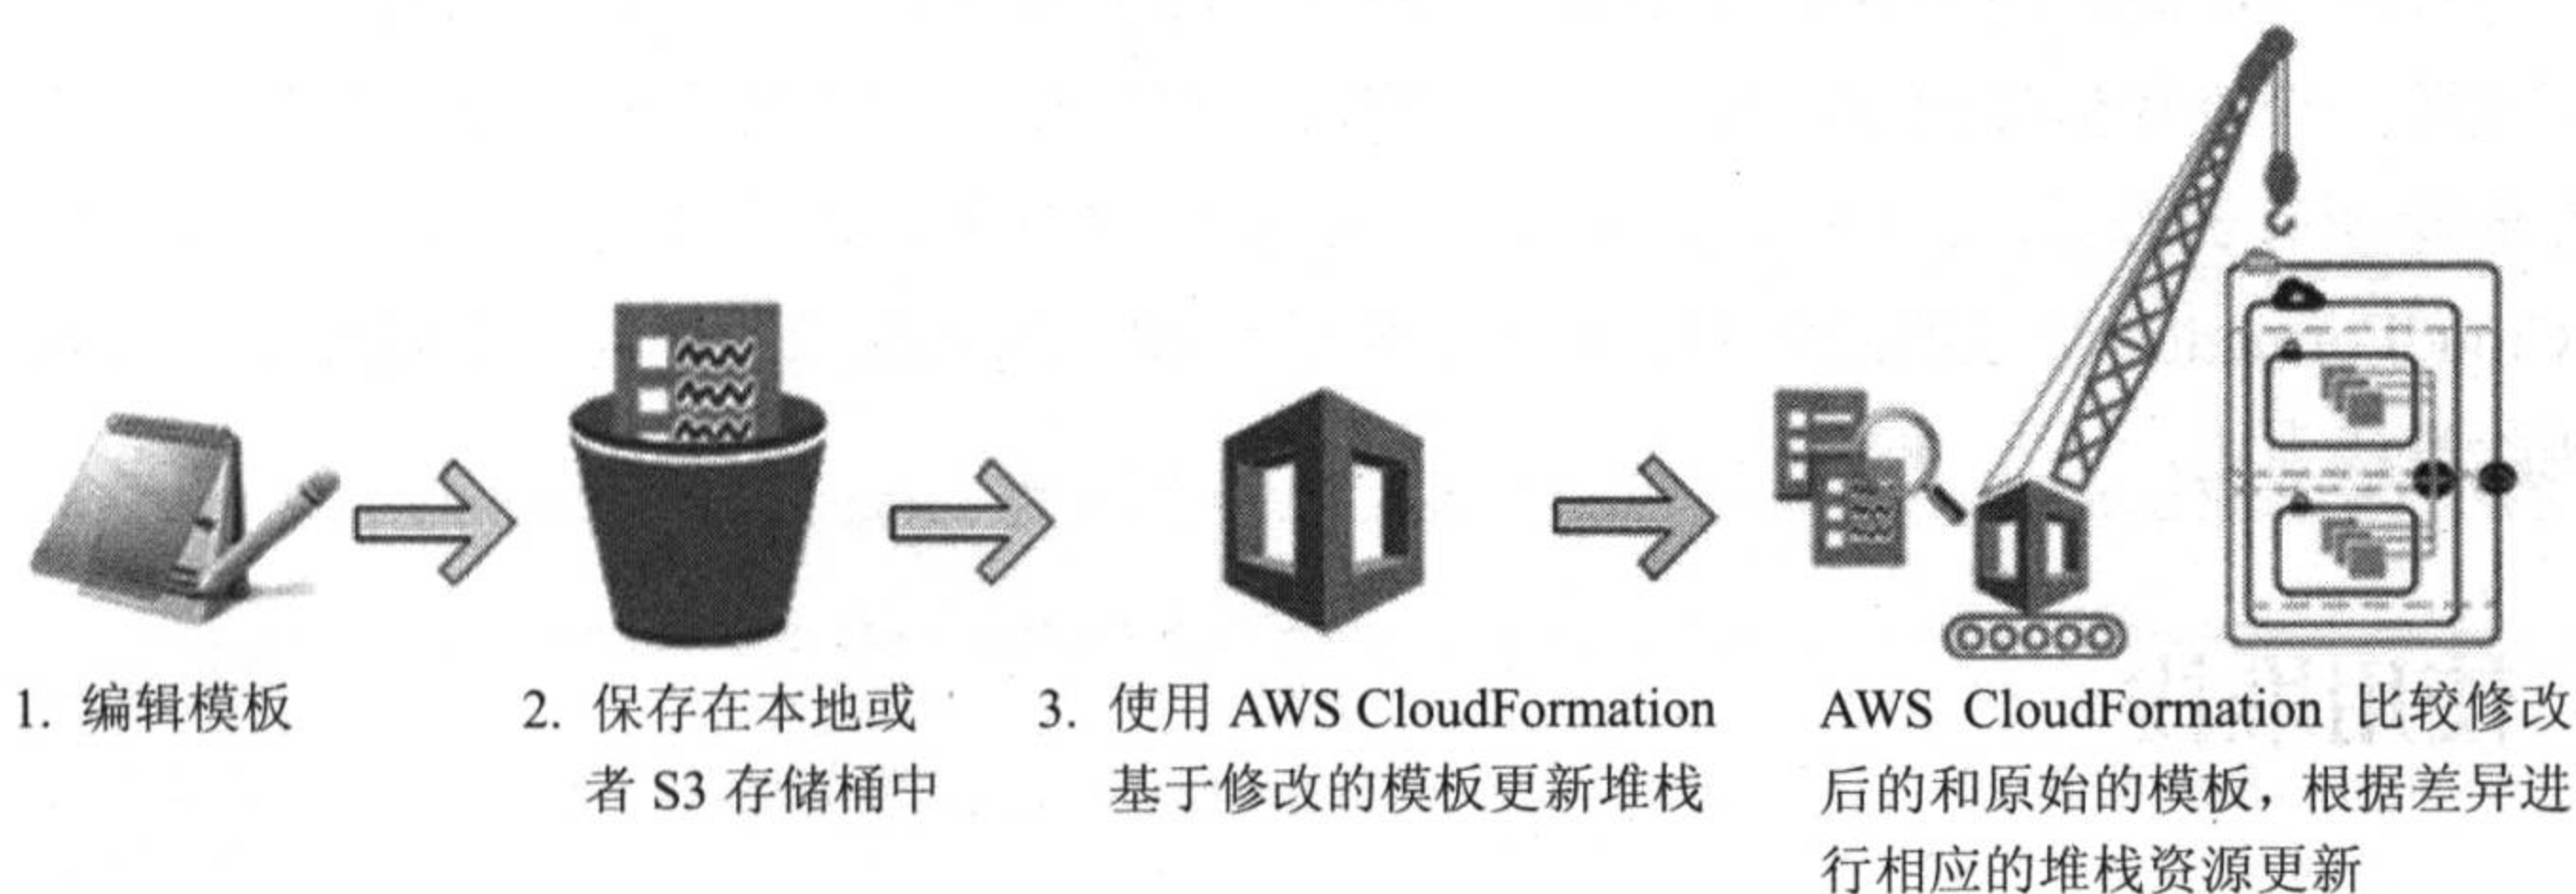 1. 编辑模板
2. 保存在本地或
者 S3 存储桶中
3. 使用 AWS CloudFormation
基于修改的模板更新堆栈
AWS CloudFormation 比较修改
后的和原始的模板，根据差异进
行相应的堆栈资源更新